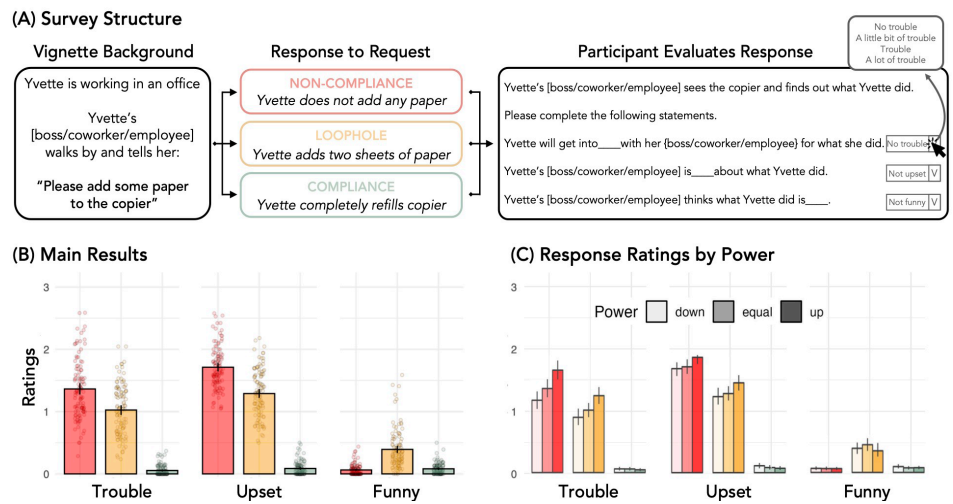 (A) Survey Structure
Vignette Background
Yvette is working in an office
Yvette's
[boss/coworker/employee]
walks by and tells her:
"Please add some paper
to the copier"
Response to Request
NON-COMPLIANCE
Yvette does not add any paper
LOOPHOLE
Yvette adds two sheets of paper
COMPLIANCE
Yvette completely refills copier
Participant Evaluates Response
No trouble
A little bit of trouble
Trouble
A lot of trouble
Yvette's [boss/coworker/employee] sees the copier and finds out what Yvette did.
Please complete the following statements.
Yvette will get into____with her {boss/coworker/employee} for what she did. No trouble
Yvette's [boss/coworker/employee] is____about what Yvette did. Not upset V
Yvette's [boss/coworker/employee] thinks what Yvette did is____. Not funny V
(B) Main Results
Ratings
3
2
1
0
Trouble Upset Funny
(C) Response Ratings by Power
3
2
1
0
Power down equal up
Trouble Upset Funny